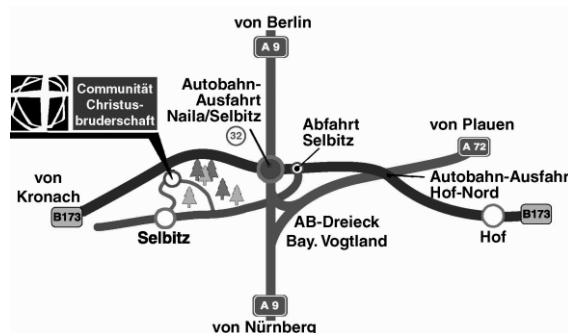 von Berlin
A 9
Communität
Christus-
bruderschaft
Autobahn-
Ausfahrt
Naila/Selbitz
32
Abfahrt
Selbitz
von Plauen
A 72
von
Kronach
B173
Autobahn-Ausfahr
Hof-Nord
AB-Dreieck
Bay. Vogtland
Selbitz
Hof
B173
A 9
von Nürnberg